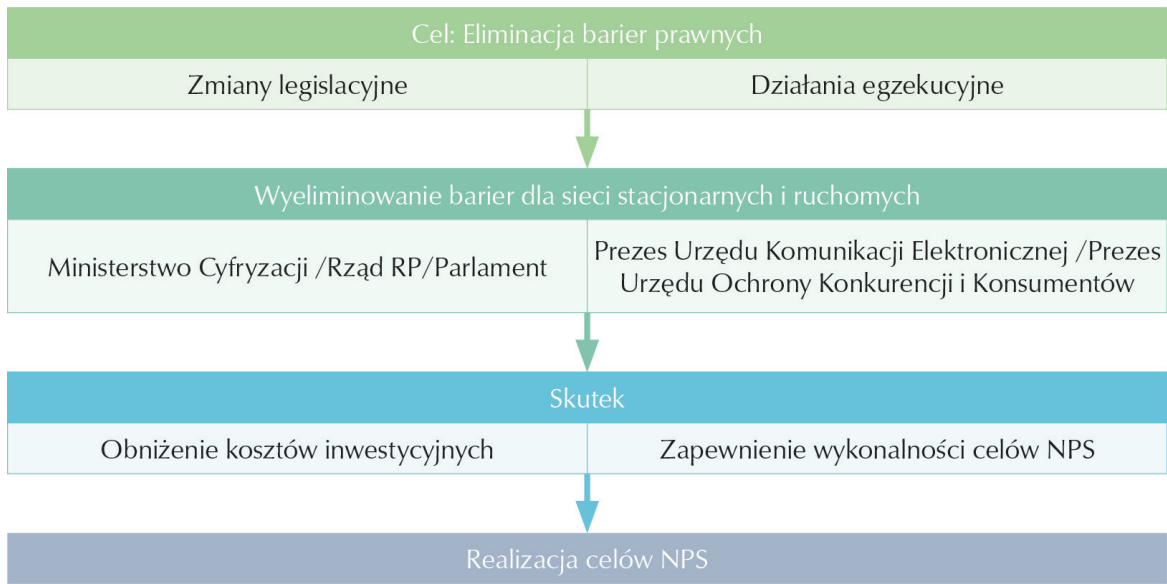 Cel: Eliminacja barier prawnych
Zmiany legislacyjne
Działania egzekucyjne
Wyeliminowanie barier dla sieci stacjonarnych i ruchomych
Ministerstwo Cyfryzacji /Rząd RP/Parlament
Prezes Urzędu Komunikacji Elektronicznej /Prezes
Urzędu Ochrony Konkurencji i Konsumentów
Skutek
Obniżenie kosztów inwestycyjnych
Zapewnienie wykonalności celów NPS
Realizacja celów NPS